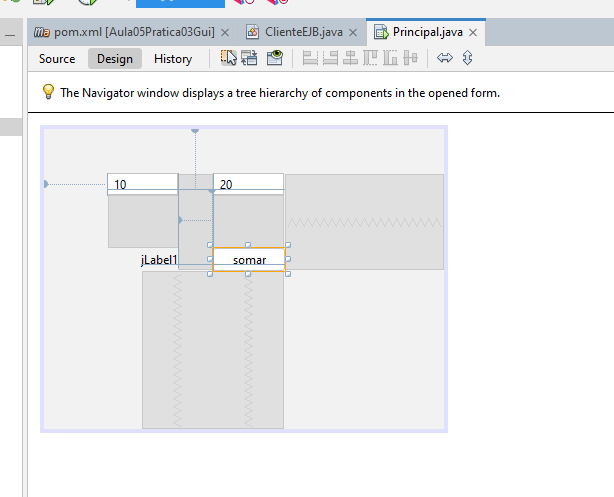 pom.xml [Aula05Pratica03Gui]
ClienteEJB.java
Principal.java
Source
Design
History
The Navigator window displays a tree hierarchy of components in the opened form.
10
20
jLabel1
somar